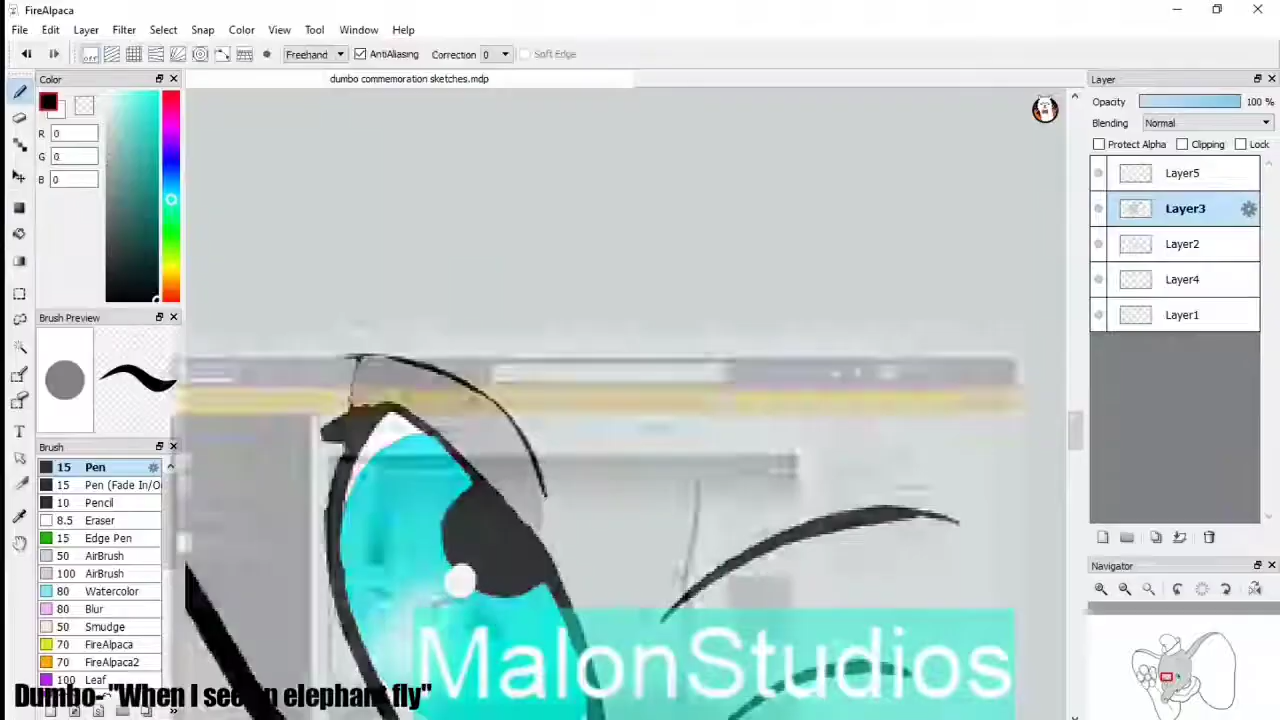 FireAlpaca
File Edit Layer Filter Select Snap Color View Tool Window Help
off Freehand AntiAliasing Correction 0 Soft Edge
Color
dumbo commemoration sketches.mdp
Layer
Opacity 100 %
Blending Normal
Protect Alpha Clipping Lock
R 0
G 0
B 0
Layer5
Layer3
Layer2
Layer4
Layer1
Brush Preview
Brush
15 Pen
15 Pen (Fade In/O
10 Pencil
8.5 Eraser
15 Edge Pen
50 AirBrush
100 AirBrush
80 Watercolor
80 Blur
50 Smudge
70 FireAlpaca
70 FireAlpaca2
100 Leaf
Navigator
MalonStudios
Dumbo- "When I see an elephant fly"